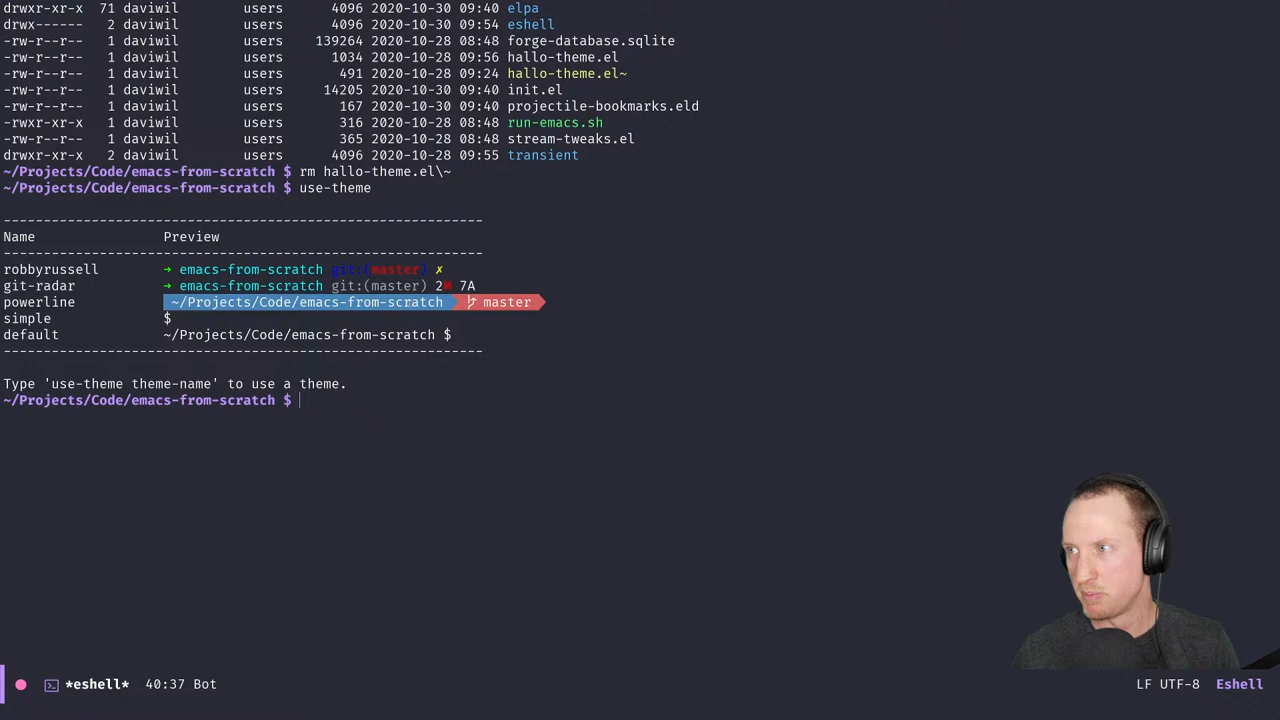 drwxr-xr-x  71 daviwil        users      4096 2020-10-30 09:40 elpa
drwx------   2 daviwil        users      4096 2020-10-30 09:54 eshell
-rw-r--r--   1 daviwil        users    139264 2020-10-28 08:48 forge-database.sqlite
-rw-r--r--   1 daviwil        users      1034 2020-10-28 09:56 hallo-theme.el
-rw-r--r--   1 daviwil        users       491 2020-10-28 09:24 hallo-theme.el~
-rw-r--r--   1 daviwil        users     14205 2020-10-30 09:40 init.el
-rw-r--r--   1 daviwil        users       167 2020-10-30 09:40 projectile-bookmarks.eld
-rwxr-xr-x   1 daviwil        users       316 2020-10-28 08:48 run-emacs.sh
-rw-r--r--   1 daviwil        users       365 2020-10-28 08:48 stream-tweaks.el
drwxr-xr-x   2 daviwil        users      4096 2020-10-28 09:55 transient
~/Projects/Code/emacs-from-scratch $ rm hallo-theme.el\~
~/Projects/Code/emacs-from-scratch $ use-theme
------------------------------------------------------------
Name                Preview
------------------------------------------------------------
robbyrussell        ➜ emacs-from-scratch git:(master) ✗
git-radar           ➜ emacs-from-scratch git:(master) 2✖ 7A
powerline           ~/Projects/Code/emacs-from-scratch master
simple              $
default             ~/Projects/Code/emacs-from-scratch $
------------------------------------------------------------
Type 'use-theme theme-name' to use a theme.
~/Projects/Code/emacs-from-scratch $
*eshell*  40:37 Bot LF UTF-8  Eshell